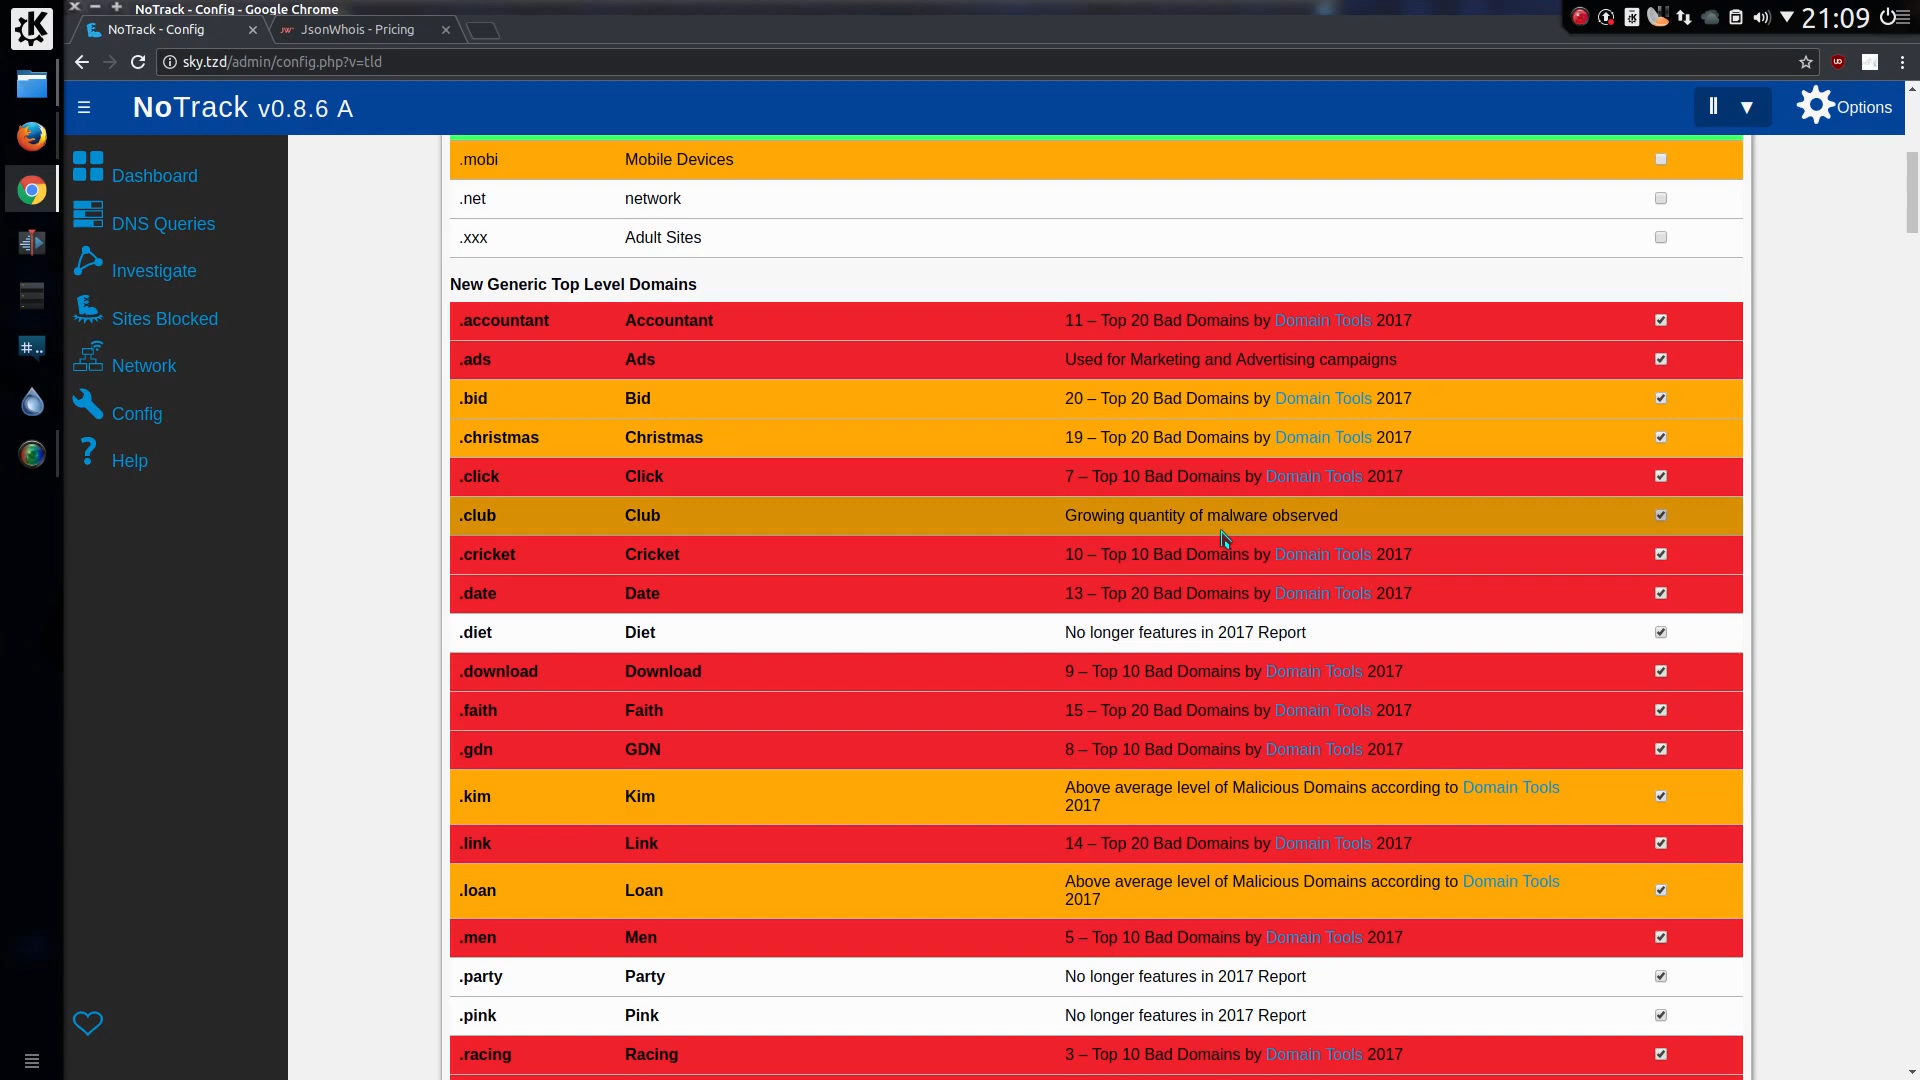 NoTrack - Config - Google Chrome
21:09
NoTrack - Config
JW
JsonWhois - Pricing
sky.tzd/admin/config.php?v=tld
NoTrack v0.8.6 A
Options
Dashboard
DNS Queries
Investigate
Sites Blocked
Network
Config
Help
.mobi Mobile Devices
.net network
.xxx Adult Sites
New Generic Top Level Domains
.accountant Accountant 11 – Top 20 Bad Domains by Domain Tools 2017
.ads Ads Used for Marketing and Advertising campaigns
.bid Bid 20 – Top 20 Bad Domains by Domain Tools 2017
.christmas Christmas 19 – Top 20 Bad Domains by Domain Tools 2017
.click Click 7 – Top 10 Bad Domains by Domain Tools 2017
.club Club Growing quantity of malware observed
.cricket Cricket 10 – Top 10 Bad Domains by Domain Tools 2017
.date Date 13 – Top 20 Bad Domains by Domain Tools 2017
.diet Diet No longer features in 2017 Report
.download Download 9 – Top 10 Bad Domains by Domain Tools 2017
.faith Faith 15 – Top 20 Bad Domains by Domain Tools 2017
.gdn GDN 8 – Top 10 Bad Domains by Domain Tools 2017
.kim Kim Above average level of Malicious Domains according to Domain Tools
2017
.link Link 14 – Top 20 Bad Domains by Domain Tools 2017
.loan Loan Above average level of Malicious Domains according to Domain Tools
2017
.men Men 5 – Top 10 Bad Domains by Domain Tools 2017
.party Party No longer features in 2017 Report
.pink Pink No longer features in 2017 Report
.racing Racing 3 – Top 10 Bad Domains by Domain Tools 2017